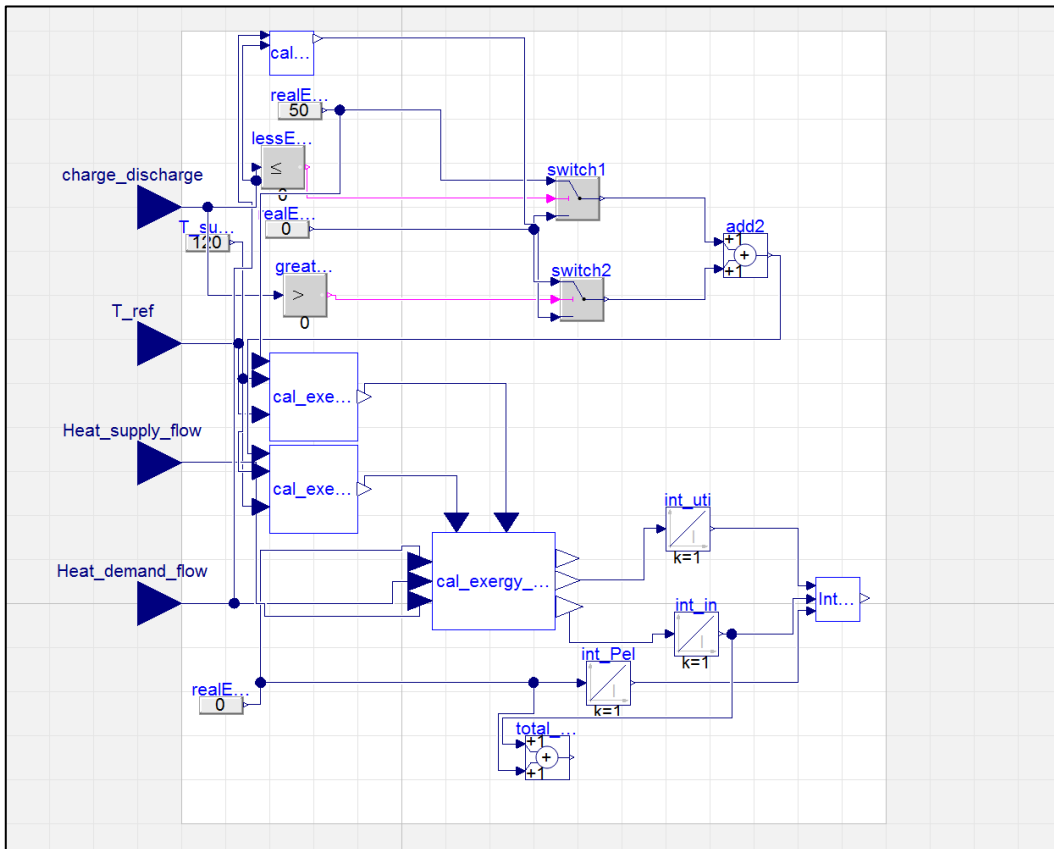 cal...
realE...
50
lessE...
≤
0
charge_discharge
switch1
realE...
0
T_su...
120
add2
+1
+
+1
great...
>
0
switch2
T_ref
cal_exe...
Heat_supply_flow
cal_exe...
int_uti
k=1
Heat_demand_flow
cal_exergy_...
Int...
int_in
k=1
int_Pel
k=1
realE...
0
total_...
+1
+
+1